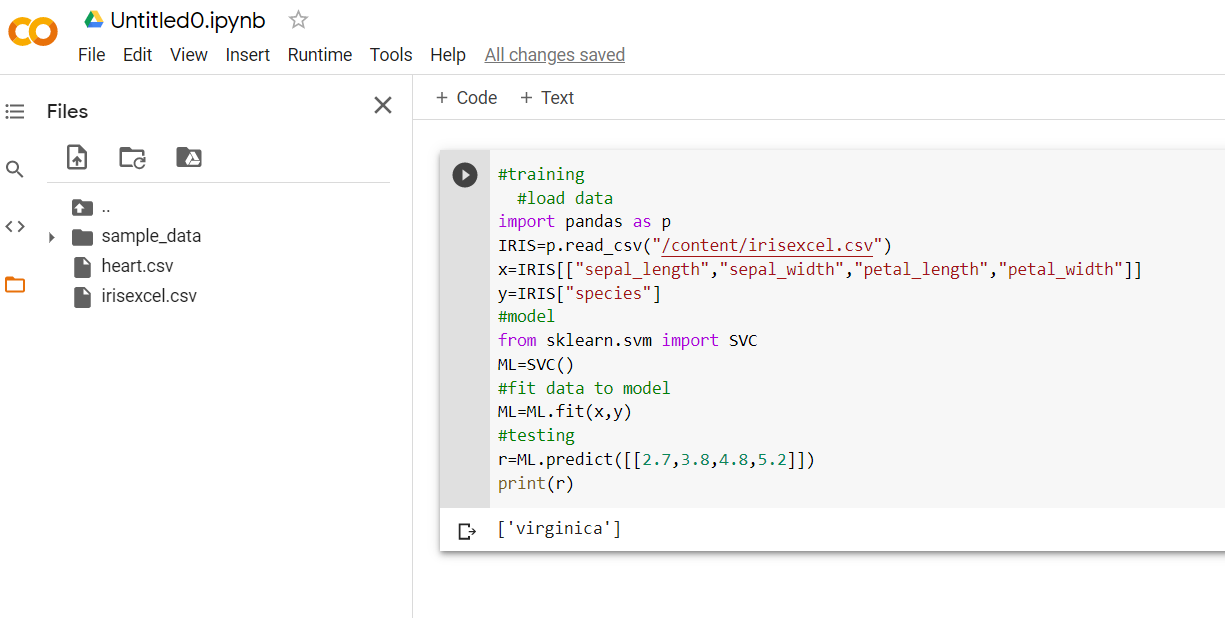 Untitled0.ipynb
File Edit View Insert Runtime Tools Help All changes saved
Files
+ Code + Text
..
sample_data
heart.csv
irisexcel.csv
#training
  #load data
import pandas as p
IRIS=p.read_csv("/content/irisexcel.csv")
x=IRIS[["sepal_length","sepal_width","petal_length","petal_width"]]
y=IRIS["species"]
#model
from sklearn.svm import SVC
ML=SVC()
#fit data to model
ML=ML.fit(x,y)
#testing
r=ML.predict([[2.7,3.8,4.8,5.2]])
print(r)
['virginica']